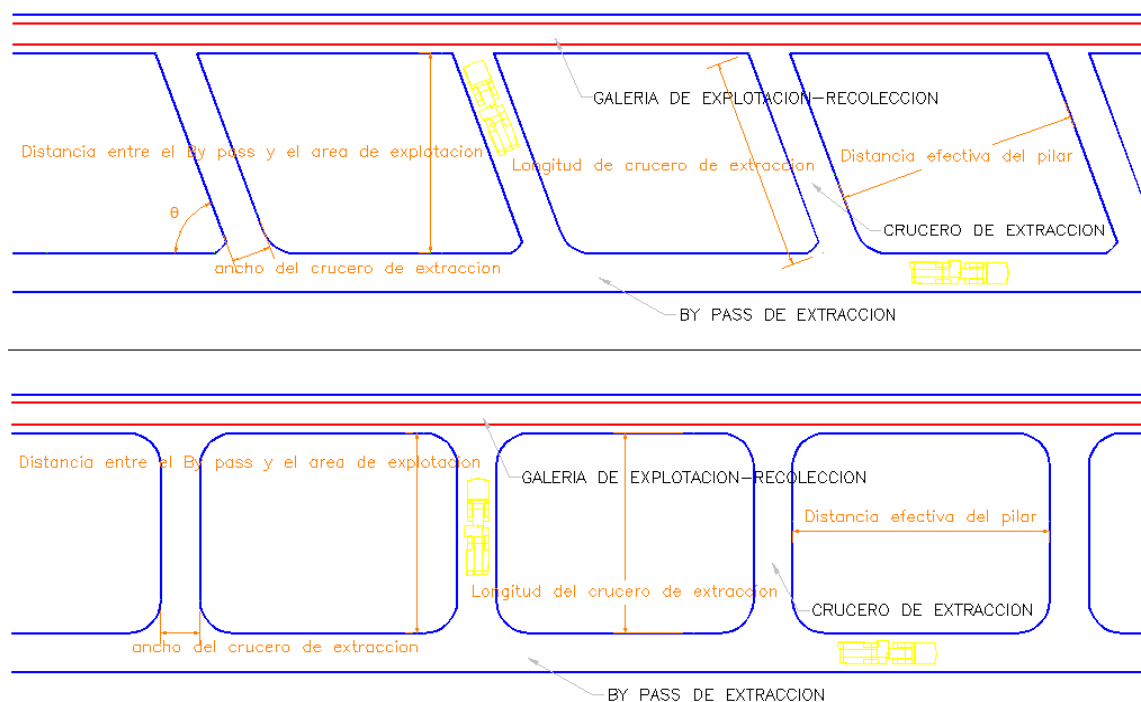 GALERIA DE EXPLOTACION-RECOLECCION
Distancia entre el By pass y el area de explotacion
Longitud de crucero de extraccion
Distancia efectiva del pilar
θ
CRUCERO DE EXTRACCION
ancho del crucero de extraccion
BY PASS DE EXTRACCION
Distancia entre el By pass y el area de explotacion
GALERIA DE EXPLOTACION-RECOLECCION
Distancia efectiva del pilar
Longitud del crucero de extraccion
CRUCERO DE EXTRACCION
ancho del crucero de extraccion
BY PASS DE EXTRACCION